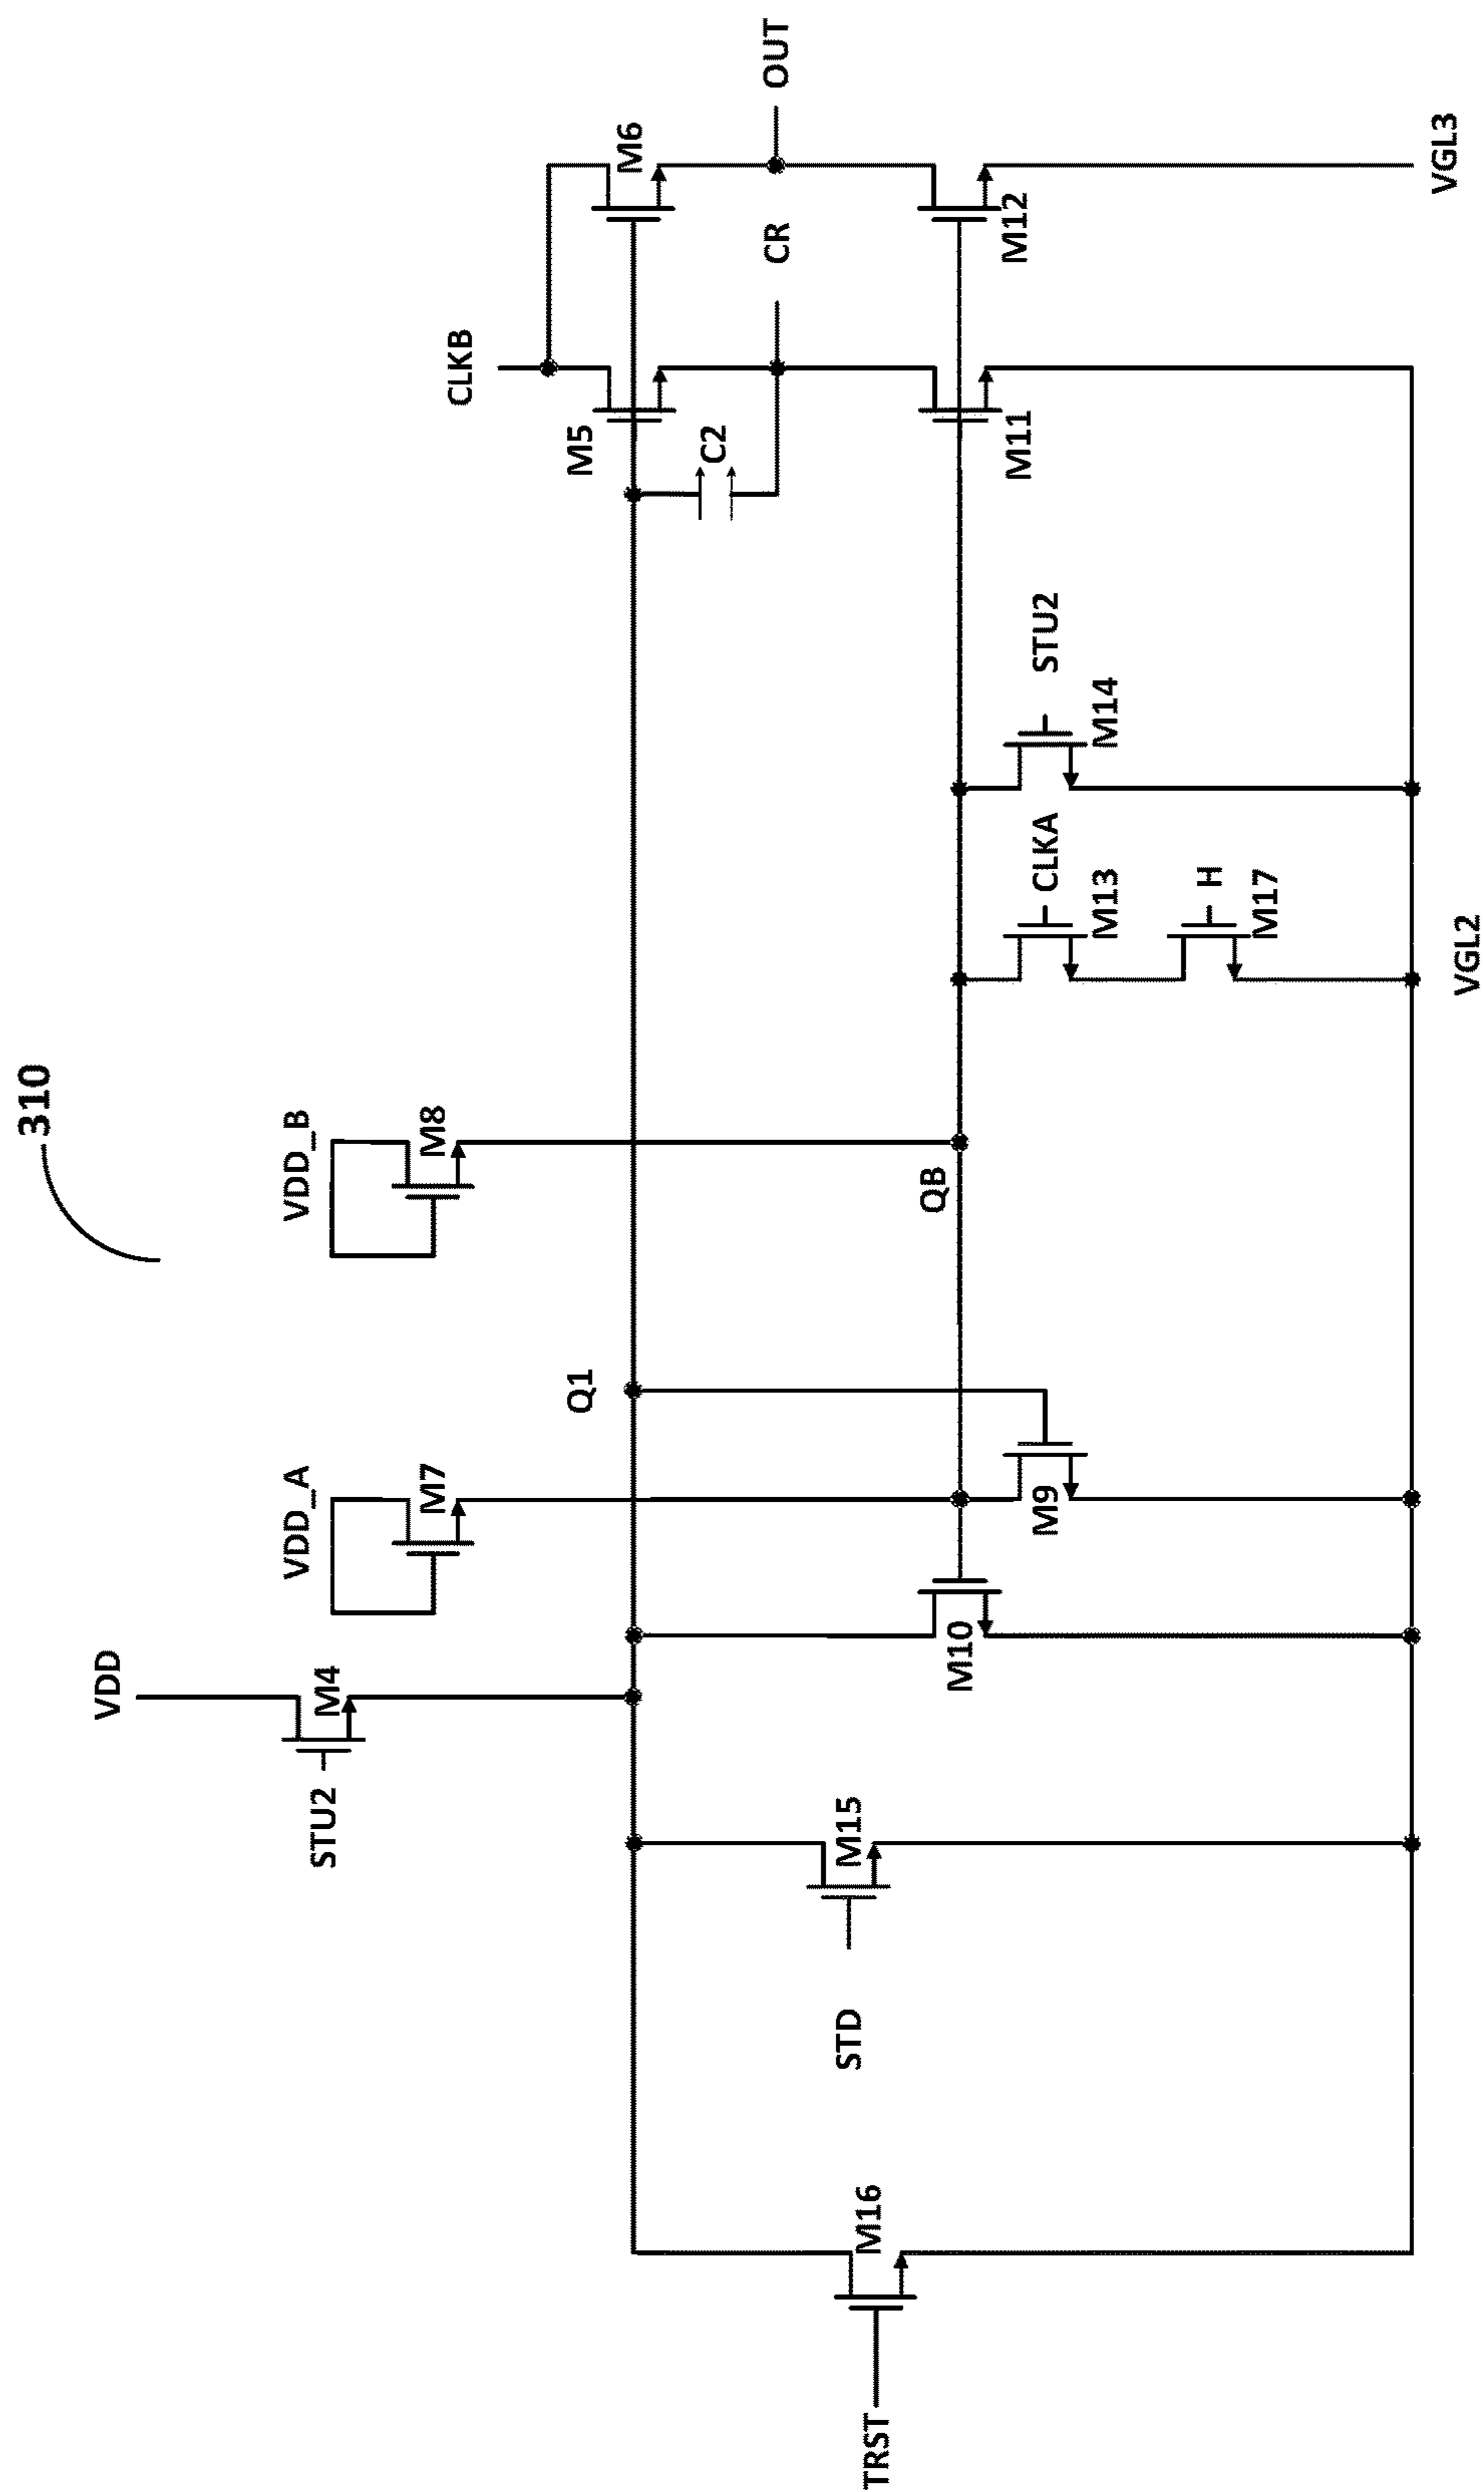 310
VDD
STU2
M4
VDD_A
M7
VDD_B
M8
CLKB
Q1
M5
M6
C2
CR
OUT
QB
TRST
M16
STD
M15
M10
M9
CLKA
M13
H
M17
STU2
M14
M11
M12
VGL2
VGL3